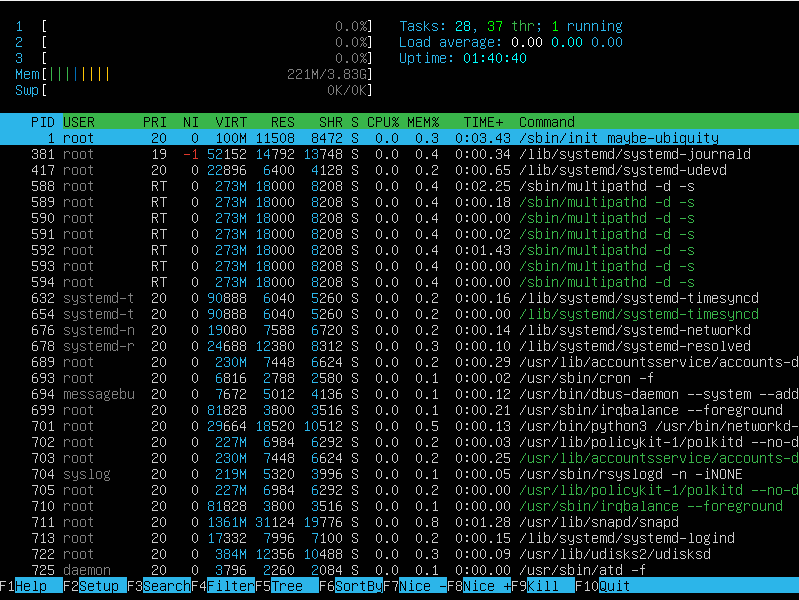 1 [ 0.0%] Tasks: 28, 37 thr; 1 running
2 [ 0.0%] Load average: 0.00 0.00 0.00
3 [ 0.0%] Uptime: 01:40:40
Mem[|||||||| 221M/3.83G]
Swp[ 0K/0K]
PID USER PRI NI VIRT RES SHR S CPU% MEM% TIME+ Command
1 root 20 0 100M 11508 8472 S 0.0 0.3 0:03.43 /sbin/init maybe-ubiquity
381 root 19 -1 52152 14792 13748 S 0.0 0.4 0:00.34 /lib/systemd/systemd-journald
417 root 20 0 22896 6400 4128 S 0.0 0.2 0:00.65 /lib/systemd/systemd-udevd
588 root RT 0 273M 18000 8208 S 0.0 0.4 0:02.25 /sbin/multipathd -d -s
589 root RT 0 273M 18000 8208 S 0.0 0.4 0:00.18 /sbin/multipathd -d -s
590 root RT 0 273M 18000 8208 S 0.0 0.4 0:00.00 /sbin/multipathd -d -s
591 root RT 0 273M 18000 8208 S 0.0 0.4 0:00.02 /sbin/multipathd -d -s
592 root RT 0 273M 18000 8208 S 0.0 0.4 0:01.43 /sbin/multipathd -d -s
593 root RT 0 273M 18000 8208 S 0.0 0.4 0:00.00 /sbin/multipathd -d -s
594 root RT 0 273M 18000 8208 S 0.0 0.4 0:00.00 /sbin/multipathd -d -s
632 systemd-t 20 0 90888 6040 5260 S 0.0 0.2 0:00.16 /lib/systemd/systemd-timesyncd
654 systemd-t 20 0 90888 6040 5260 S 0.0 0.2 0:00.00 /lib/systemd/systemd-timesyncd
676 systemd-n 20 0 19080 7588 6720 S 0.0 0.2 0:00.14 /lib/systemd/systemd-networkd
678 systemd-r 20 0 24688 12380 8312 S 0.0 0.3 0:00.10 /lib/systemd/systemd-resolved
689 root 20 0 230M 7448 6624 S 0.0 0.2 0:00.29 /usr/lib/accountsservice/accounts-d
693 root 20 0 6816 2788 2580 S 0.0 0.1 0:00.02 /usr/sbin/cron -f
694 messagebu 20 0 7672 5012 4136 S 0.0 0.1 0:00.12 /usr/bin/dbus-daemon --system --add
699 root 20 0 81828 3800 3516 S 0.0 0.1 0:00.21 /usr/sbin/irqbalance --foreground
701 root 20 0 29664 18520 10512 S 0.0 0.5 0:00.13 /usr/bin/python3 /usr/bin/networkd-
702 root 20 0 227M 6984 6292 S 0.0 0.2 0:00.03 /usr/lib/policykit-1/polkitd --no-d
703 root 20 0 230M 7448 6624 S 0.0 0.2 0:00.25 /usr/lib/accountsservice/accounts-d
704 syslog 20 0 219M 5320 3996 S 0.0 0.1 0:00.05 /usr/sbin/rsyslogd -n -iNONE
705 root 20 0 227M 6984 6292 S 0.0 0.2 0:00.00 /usr/lib/policykit-1/polkitd --no-d
710 root 20 0 81828 3800 3516 S 0.0 0.1 0:00.00 /usr/sbin/irqbalance --foreground
711 root 20 0 1361M 31124 19776 S 0.0 0.8 0:01.28 /usr/lib/snapd/snapd
713 root 20 0 17332 7996 7100 S 0.0 0.2 0:00.15 /lib/systemd/systemd-logind
722 root 20 0 384M 12356 10488 S 0.0 0.3 0:00.09 /usr/lib/udisks2/udisksd
725 daemon 20 0 3796 2260 2084 S 0.0 0.1 0:00.00 /usr/sbin/atd -f
F1Help F2Setup F3SearchF4FilterF5Tree F6SortByF7Nice -F8Nice +F9Kill F10Quit